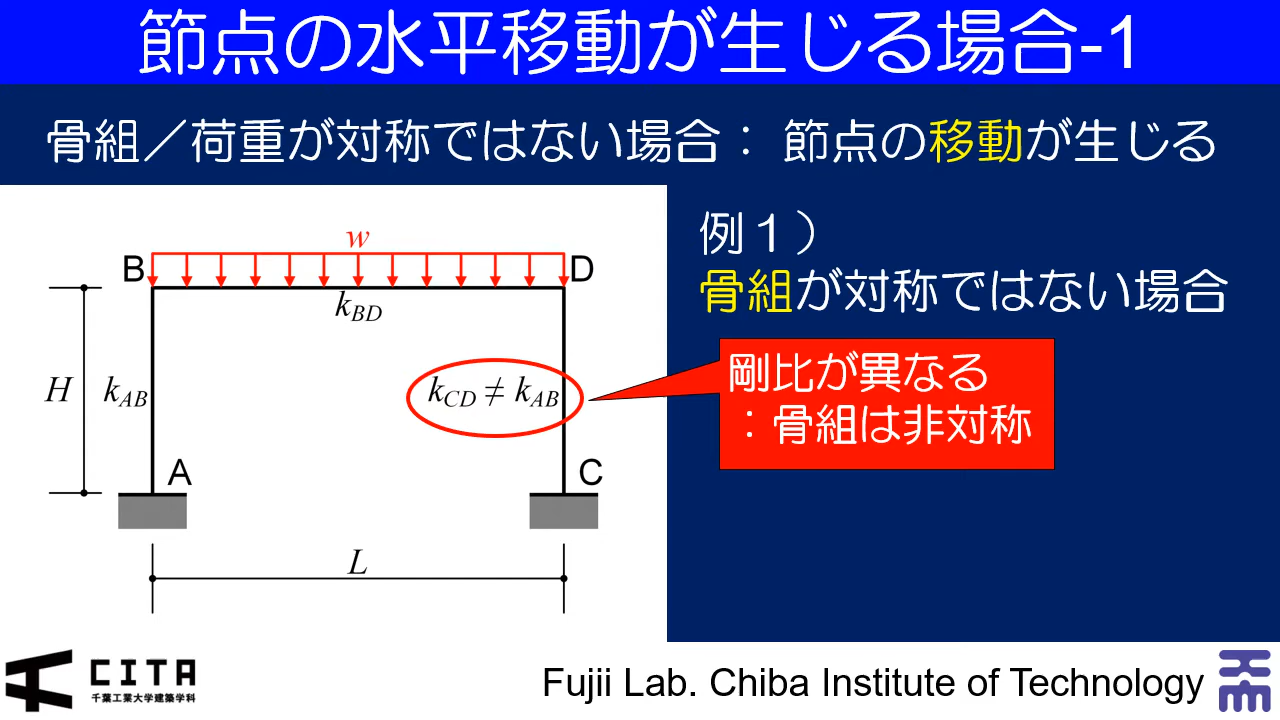 節点の水平移動が生じる場合-1
骨組／荷重が対称ではない場合： 節点の移動が生じる
例１）
骨組が対称ではない場合
w
B
D
kBD
剛比が異なる
：骨組は非対称
H
kAB
kCD ≠ kAB
A
C
L
CITA
千葉工業大学建築学科
Fujii Lab. Chiba Institute of Technology